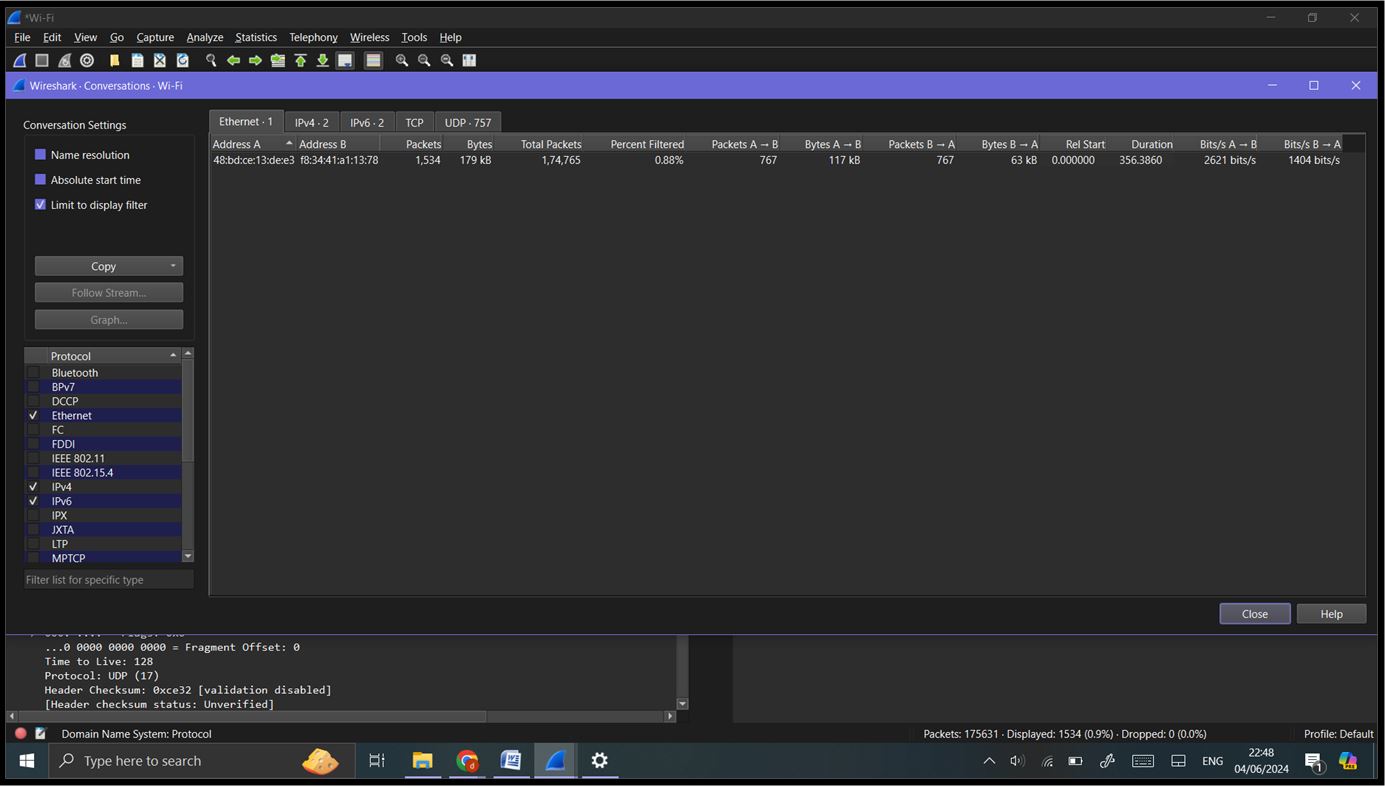 *Wi-Fi
File Edit View Go Capture Analyze Statistics Telephony Wireless Tools Help
Wireshark · Conversations · Wi-Fi
Conversation Settings
Name resolution
Absolute start time
Limit to display filter
Copy
Follow Stream...
Graph...
Protocol
Bluetooth
BPv7
DCCP
Ethernet
FC
FDDI
IEEE 802.11
IEEE 802.15.4
IPv4
IPv6
IPX
JXTA
LTP
MPTCP
Filter list for specific type
Ethernet · 1 IPv4 · 2 IPv6 · 2 TCP UDP · 757
Address A Address B Packets Bytes Total Packets Percent Filtered Packets A → B Bytes A → B Packets B → A Bytes B → A Rel Start Duration Bits/s A → B Bits/s B → A
48:bd:ce:13:de:e3 f8:34:41:a1:13:78 1,534 179 kB 1,74,765 0.88% 767 117 kB 767 63 kB 0.000000 356.3860 2621 bits/s 1404 bits/s
Close Help
...0 0000 0000 0000 = Fragment Offset: 0
Time to Live: 128
Protocol: UDP (17)
Header Checksum: 0xce32 [validation disabled]
[Header checksum status: Unverified]
Domain Name System: Protocol Packets: 175631 · Displayed: 1534 (0.9%) · Dropped: 0 (0.0%) Profile: Default
Type here to search ENG 22:48
04/06/2024 1